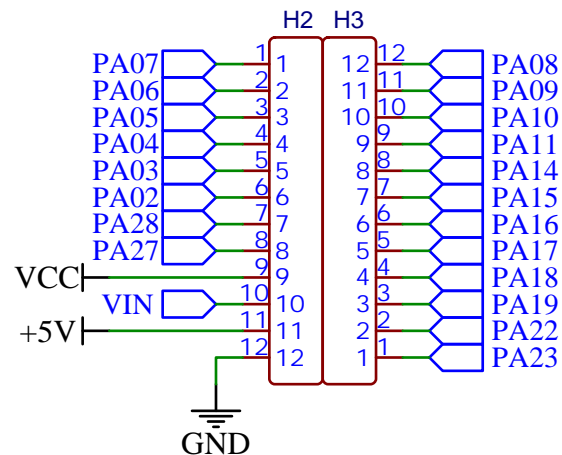 H2 H3
PA07 1 1 12 12 PA08
PA06 2 2 11 11 PA09
PA05 3 3 10 10 PA10
PA04 4 4 9 9 PA11
PA03 5 5 8 8 PA14
PA02 6 6 7 7 PA15
PA28 7 7 6 6 PA16
PA27 8 8 5 5 PA17
VCC 9 9 4 4 PA18
VIN 10 10 3 3 PA19
+5V 11 11 2 2 PA22
12 12 1 1 PA23
GND